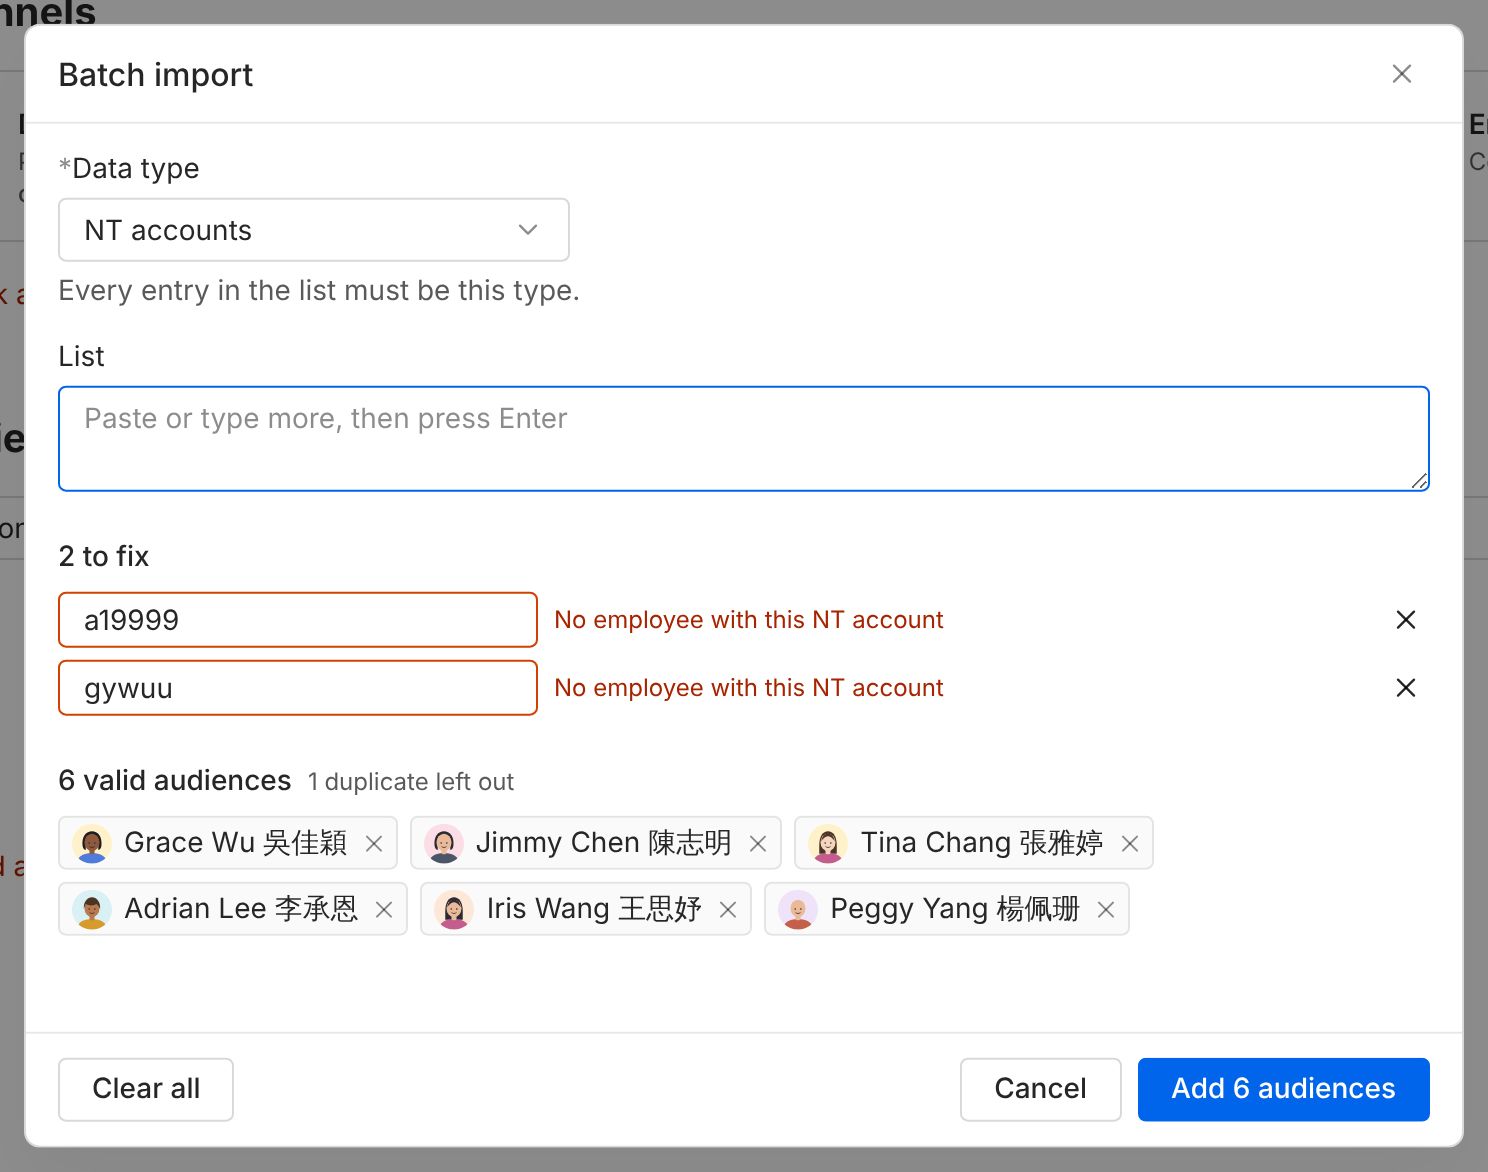 nnels
Batch import
*Data type
NT accounts
Every entry in the list must be this type.
List
Paste or type more, then press Enter
2 to fix
a19999
No employee with this NT account
gywuu
No employee with this NT account
6 valid audiences 1 duplicate left out
Grace Wu 吳佳穎
Jimmy Chen 陳志明
Tina Chang 張雅婷
Adrian Lee 李承恩
Iris Wang 王思妤
Peggy Yang 楊佩珊
Clear all
Cancel
Add 6 audiences